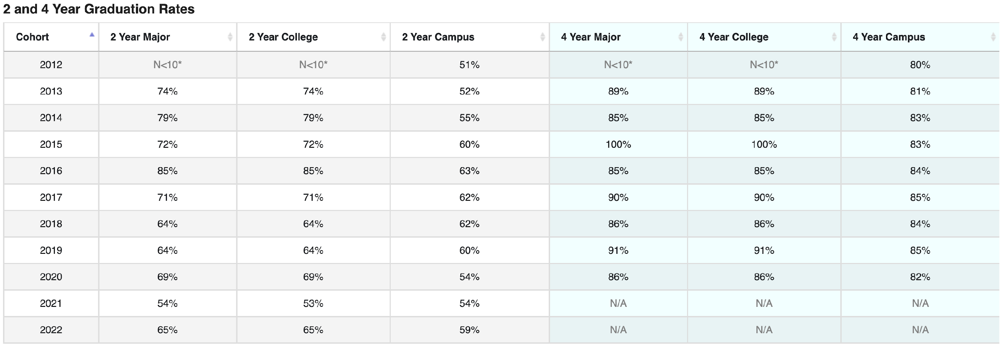 2 and 4 Year Graduation Rates
Cohort 2 Year Major 2 Year College 2 Year Campus 4 Year Major 4 Year College 4 Year Campus
2012 N<10* N<10* 51% N<10* N<10* 80%
2013 74% 74% 52% 89% 89% 81%
2014 79% 79% 55% 85% 85% 83%
2015 72% 72% 60% 100% 100% 83%
2016 85% 85% 63% 85% 85% 84%
2017 71% 71% 62% 90% 90% 85%
2018 64% 64% 62% 86% 86% 84%
2019 64% 64% 60% 91% 91% 85%
2020 69% 69% 54% 86% 86% 82%
2021 54% 53% 54% N/A N/A N/A
2022 65% 65% 59% N/A N/A N/A